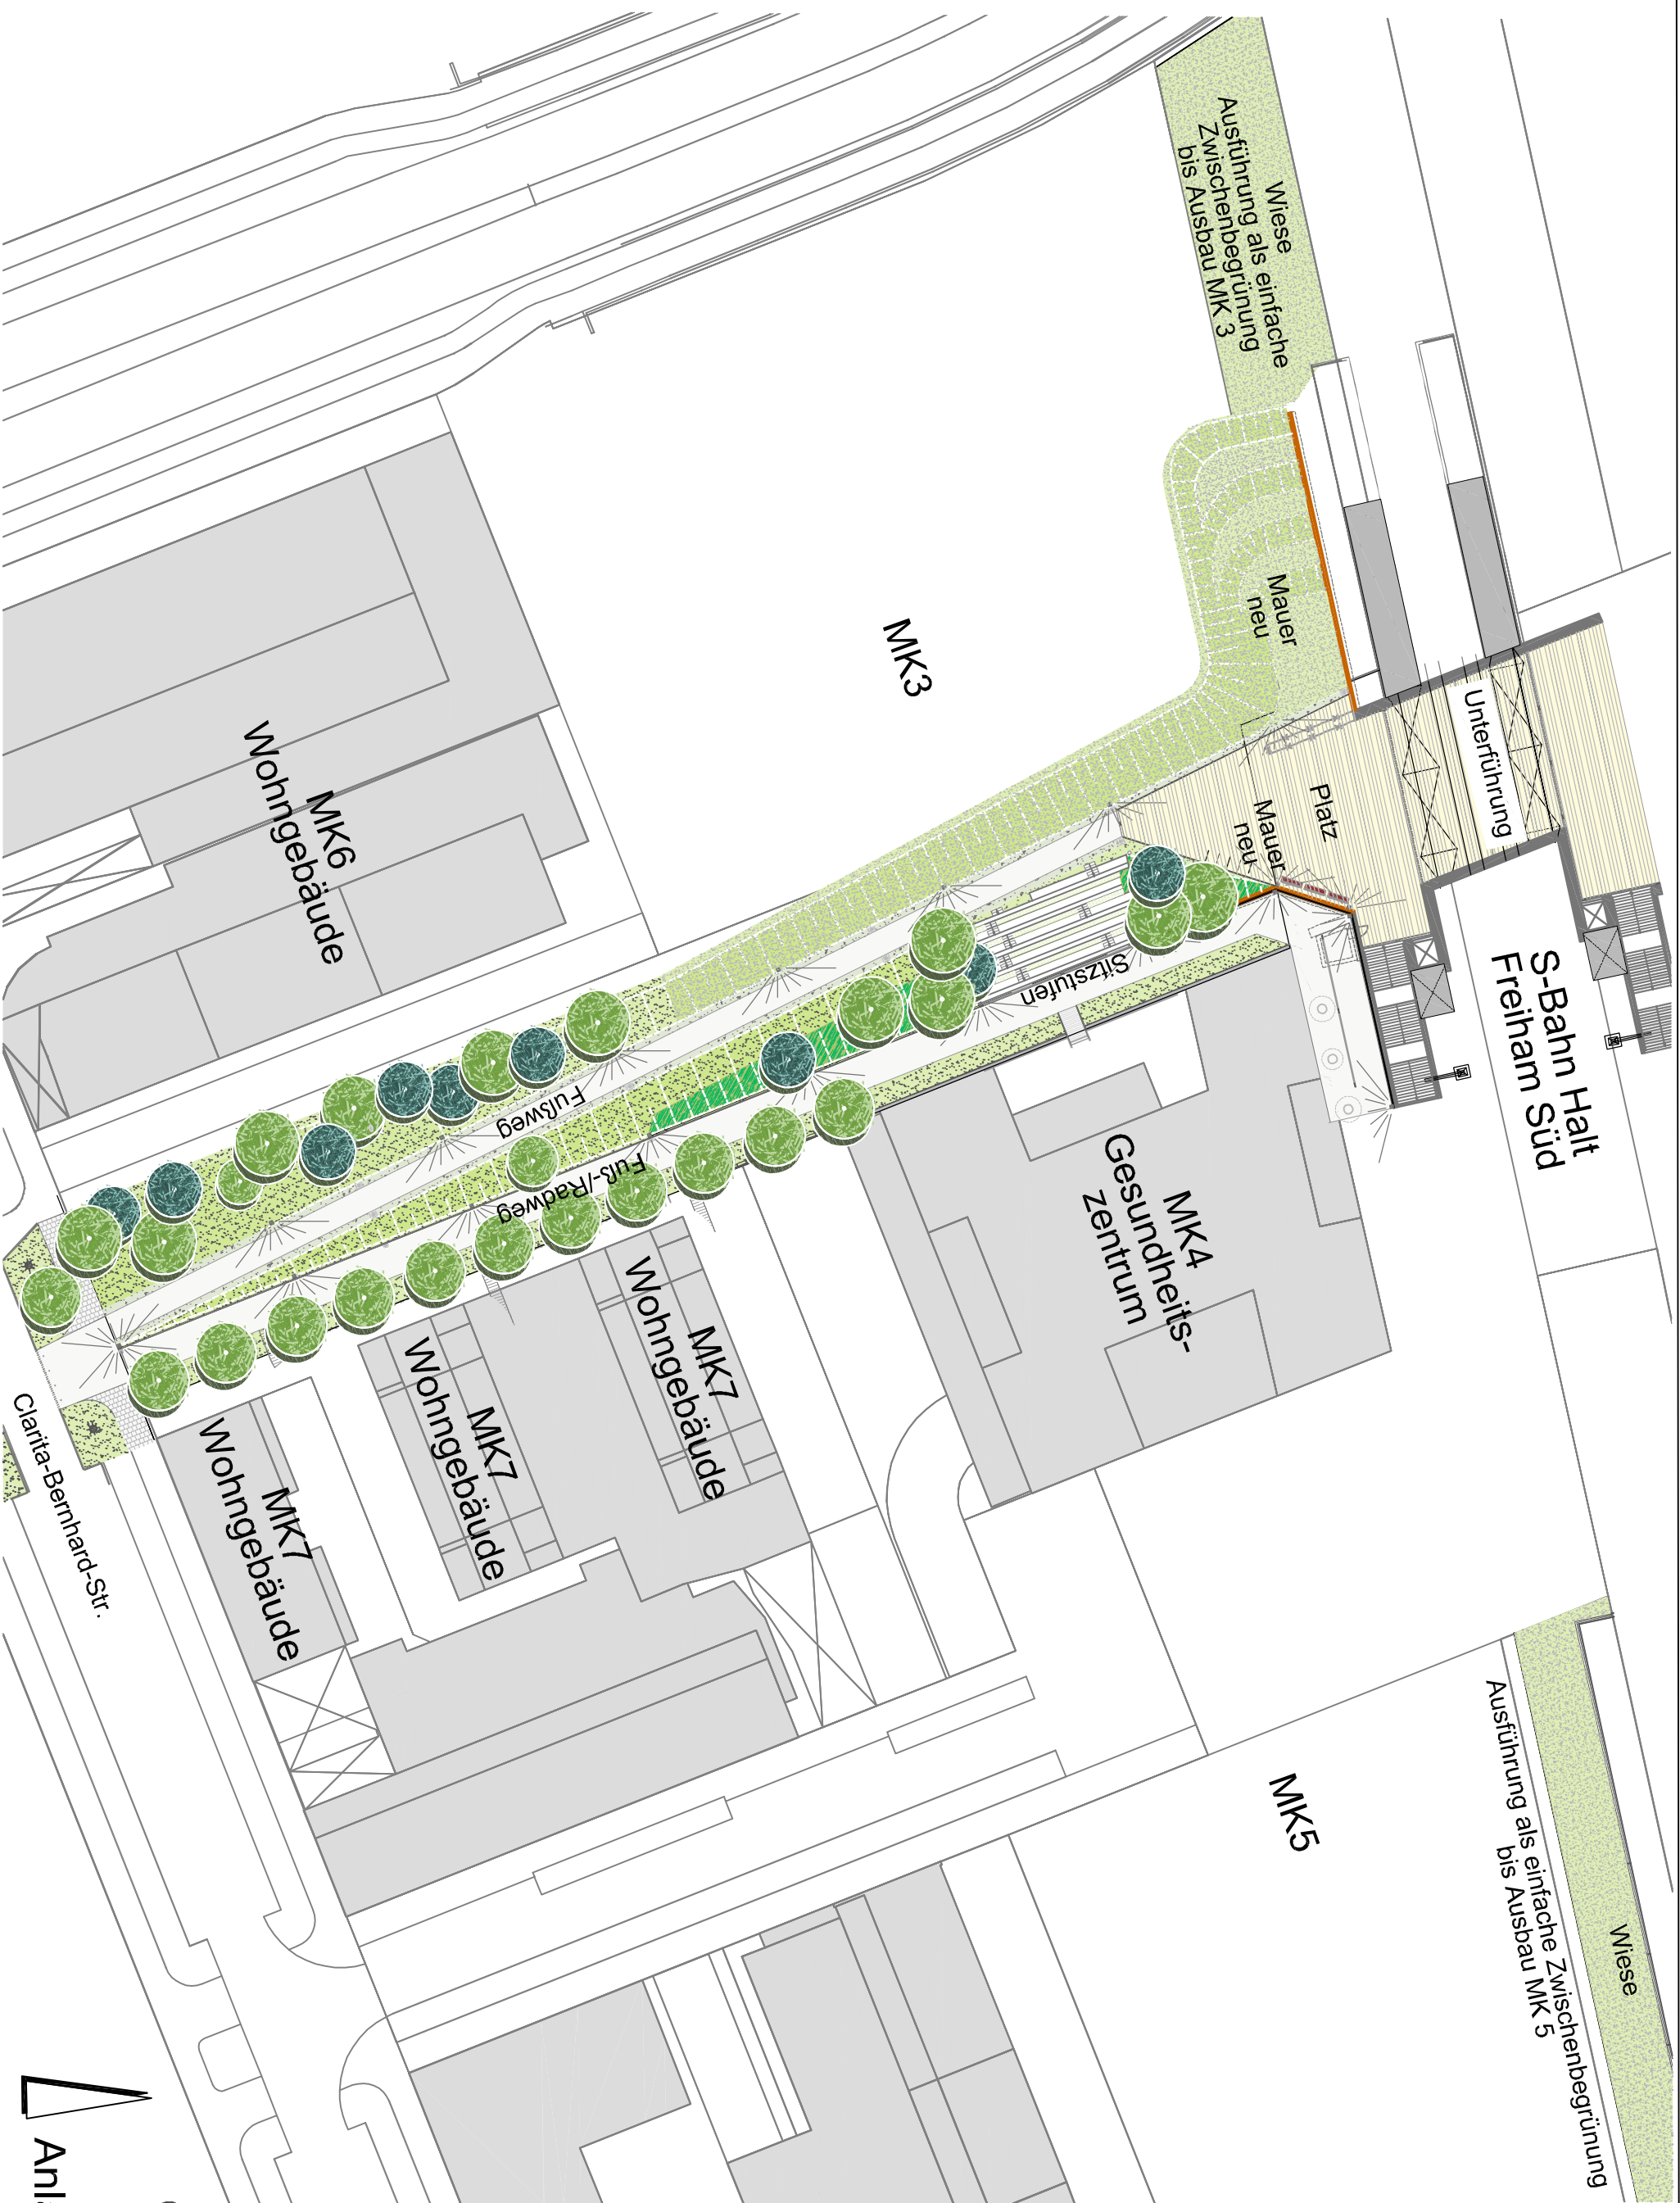 Wiese
Ausführung als einfache
Zwischenbegrünung
bis Ausbau MK 3
Mauer
neu
MK3
Unterführung
Platz
Mauer
neu
S-Bahn Halt
Freiham Süd
Sitzstufen
MK6
Wohngebäude
Fußweg
Fuß-/Radweg
MK4
Gesundheits-
zentrum
MK7
Wohngebäude
MK7
Wohngebäude
MK7
Wohngebäude
Clarita-Bernhard-Str.
MK5
Wiese
Ausführung als einfache Zwischenbegrünung
bis Ausbau MK 5